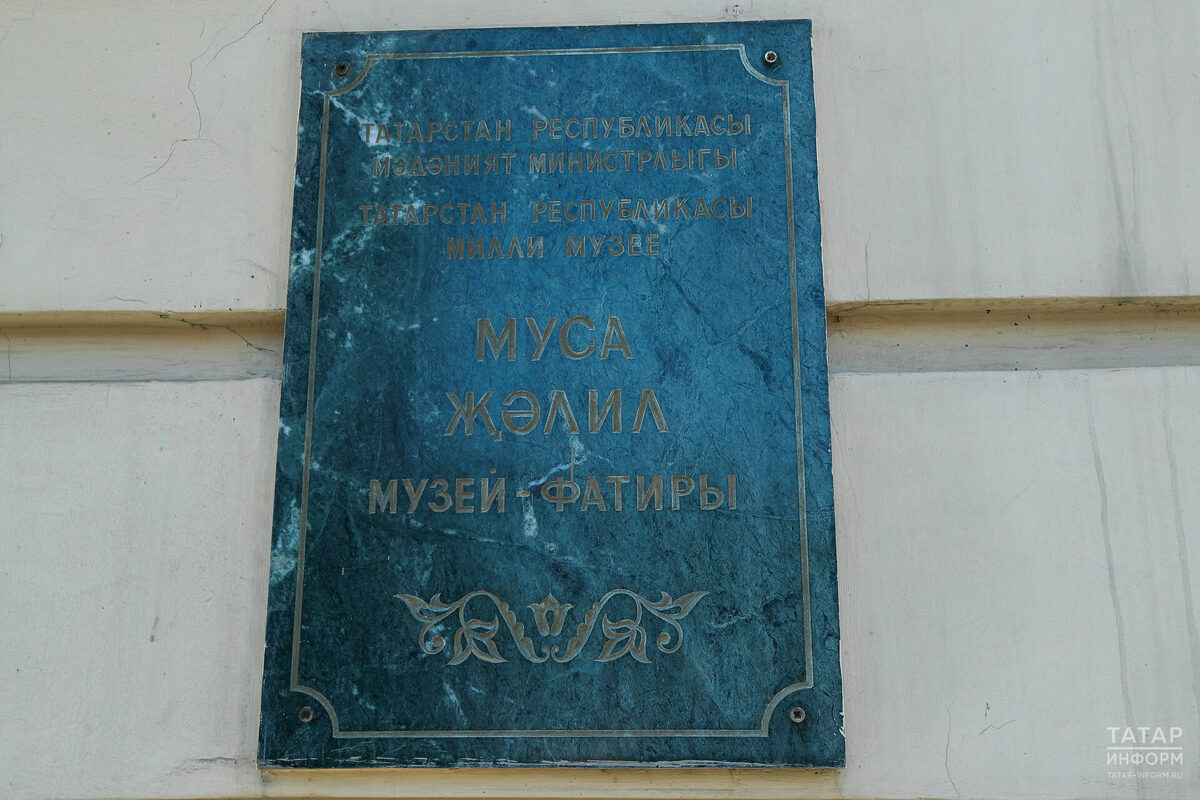 ТАТАРСТАН РЕСПУБЛИКАСЫ
МӘДӘНИЯТ МИНИСТРЛЫГЫ
ТАТАРСТАН РЕСПУБЛИКАСЫ
МИЛЛИ МУЗЕЕ
МУСА
ҖӘЛИЛ
МУЗЕЙ-ФАТИРЫ
ТАТАР
ИНФОРМ
TATAR-INFORM.RU